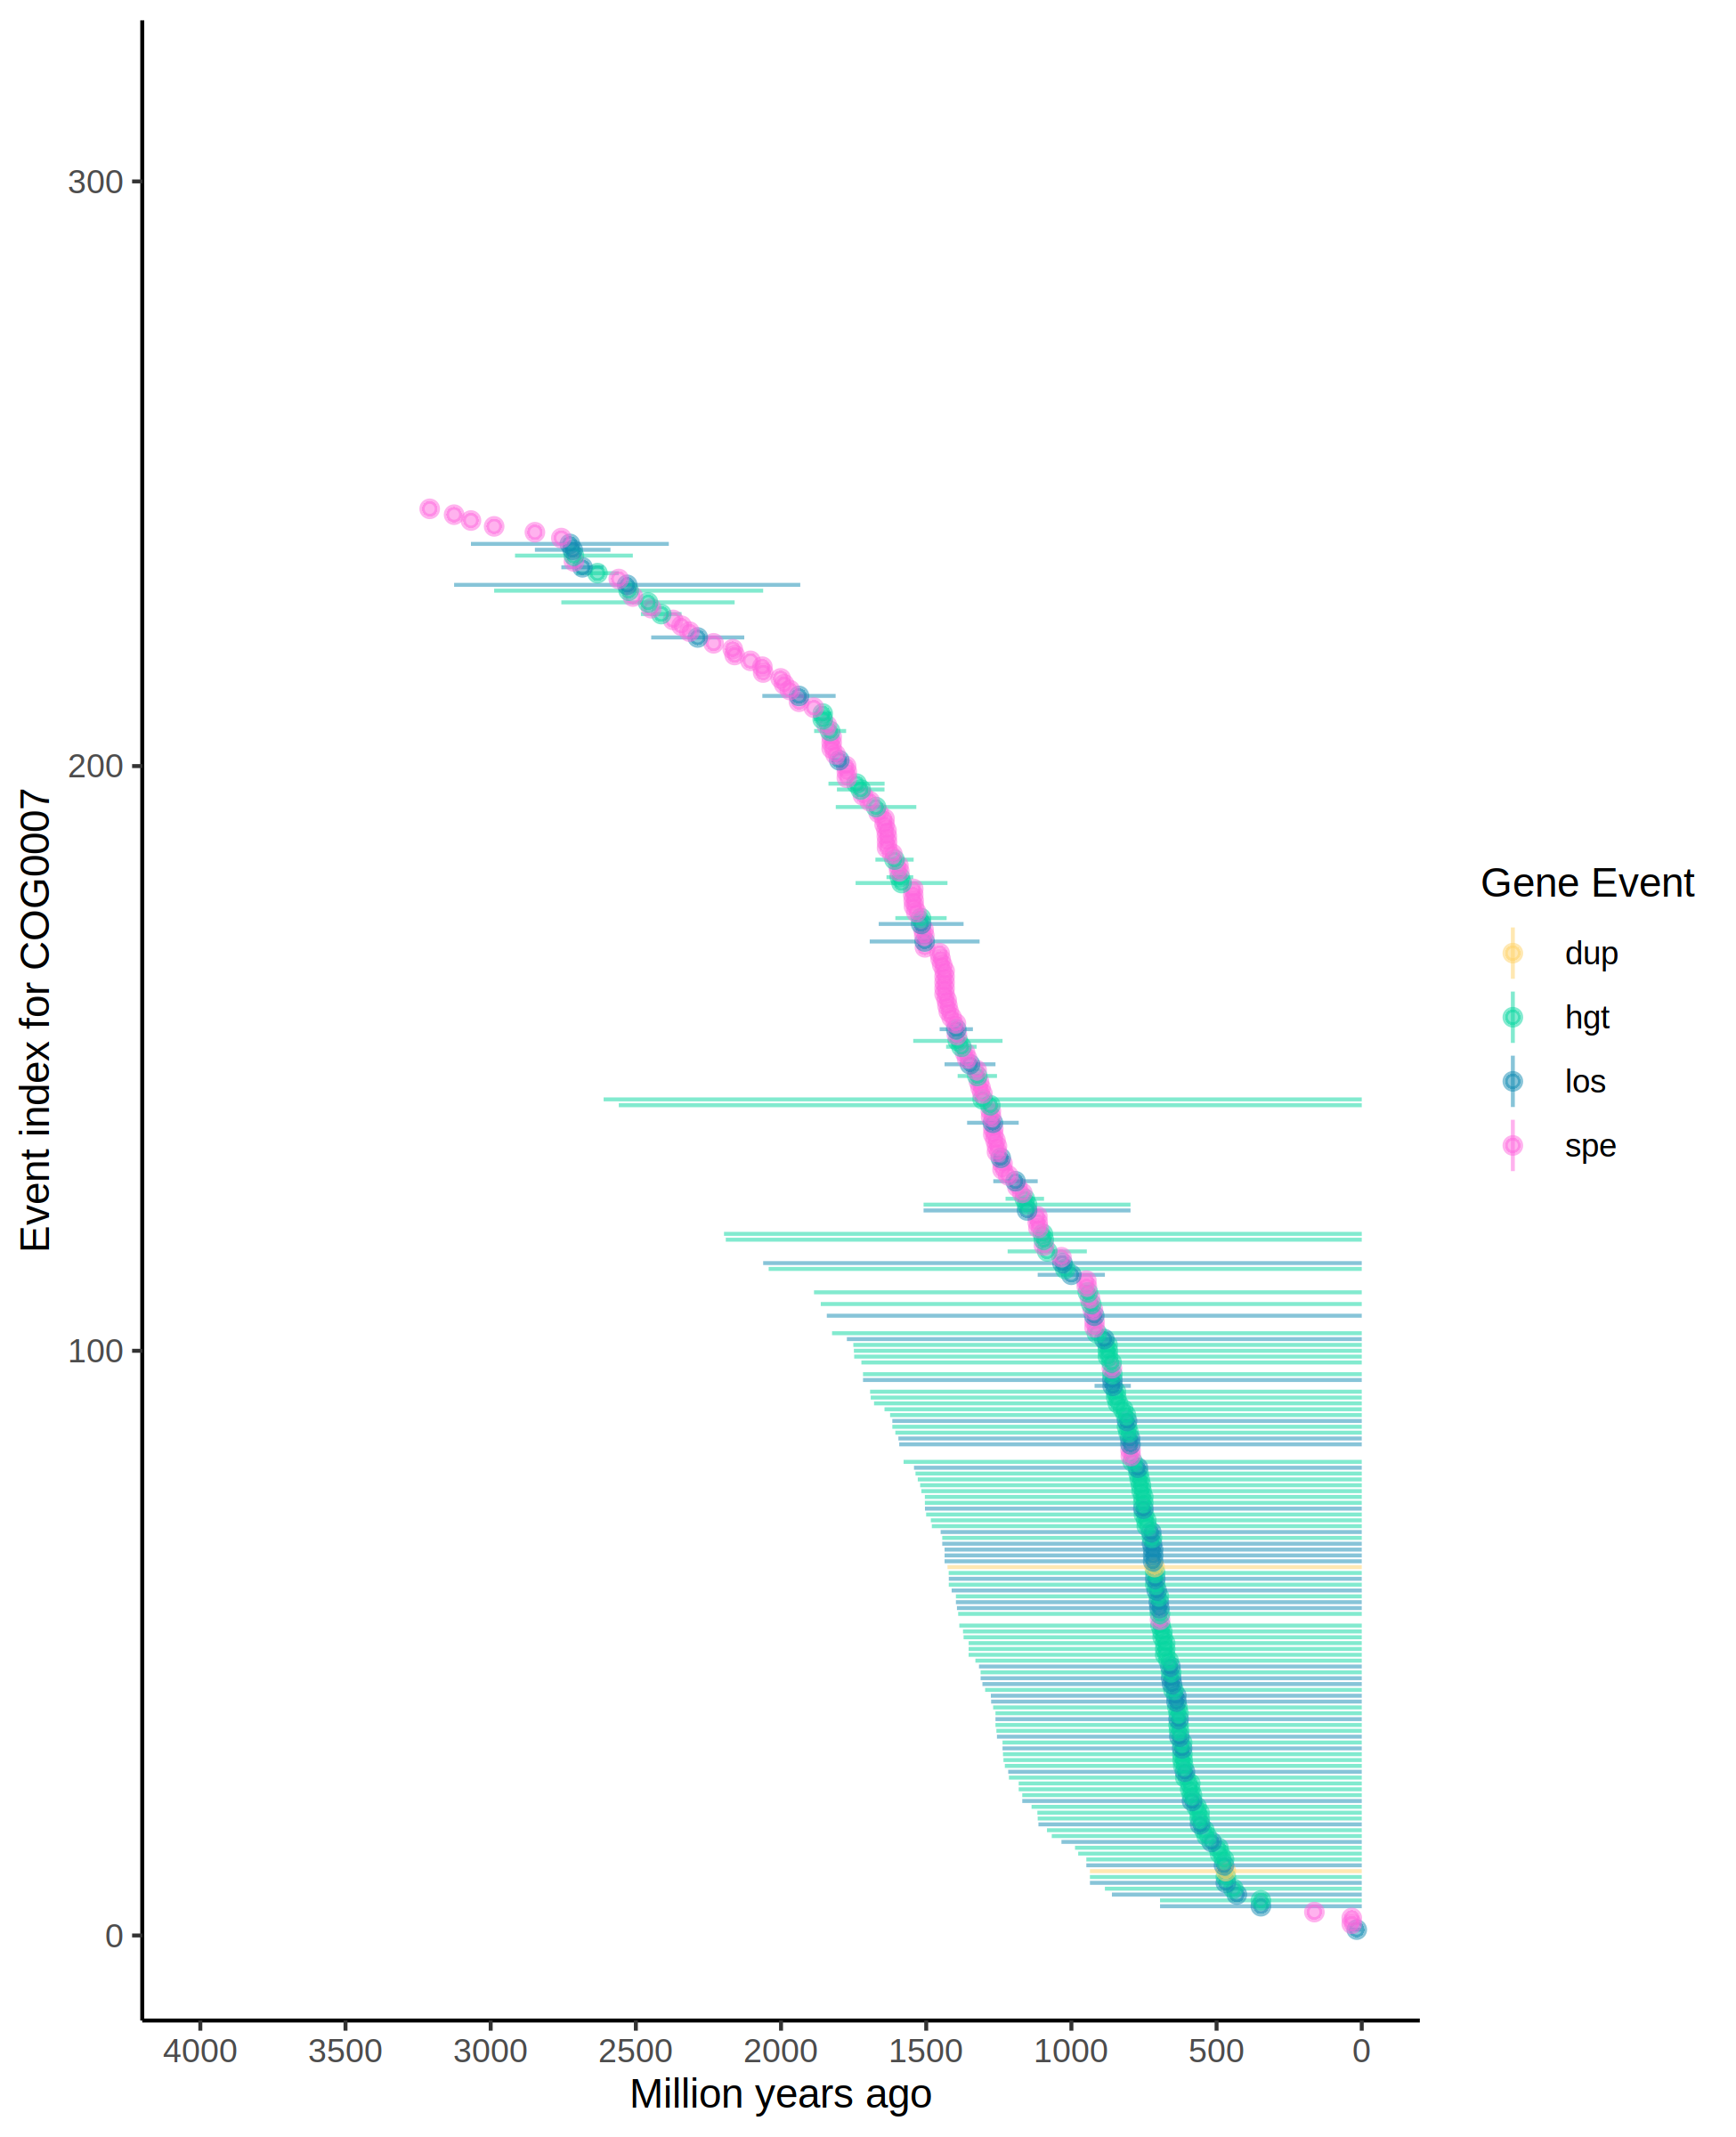 300
200
100
0
Event index for COG0007
4000 3500 3000 2500 2000 1500 1000 500 0
Million years ago
Gene Event
dup
hgt
los
spe